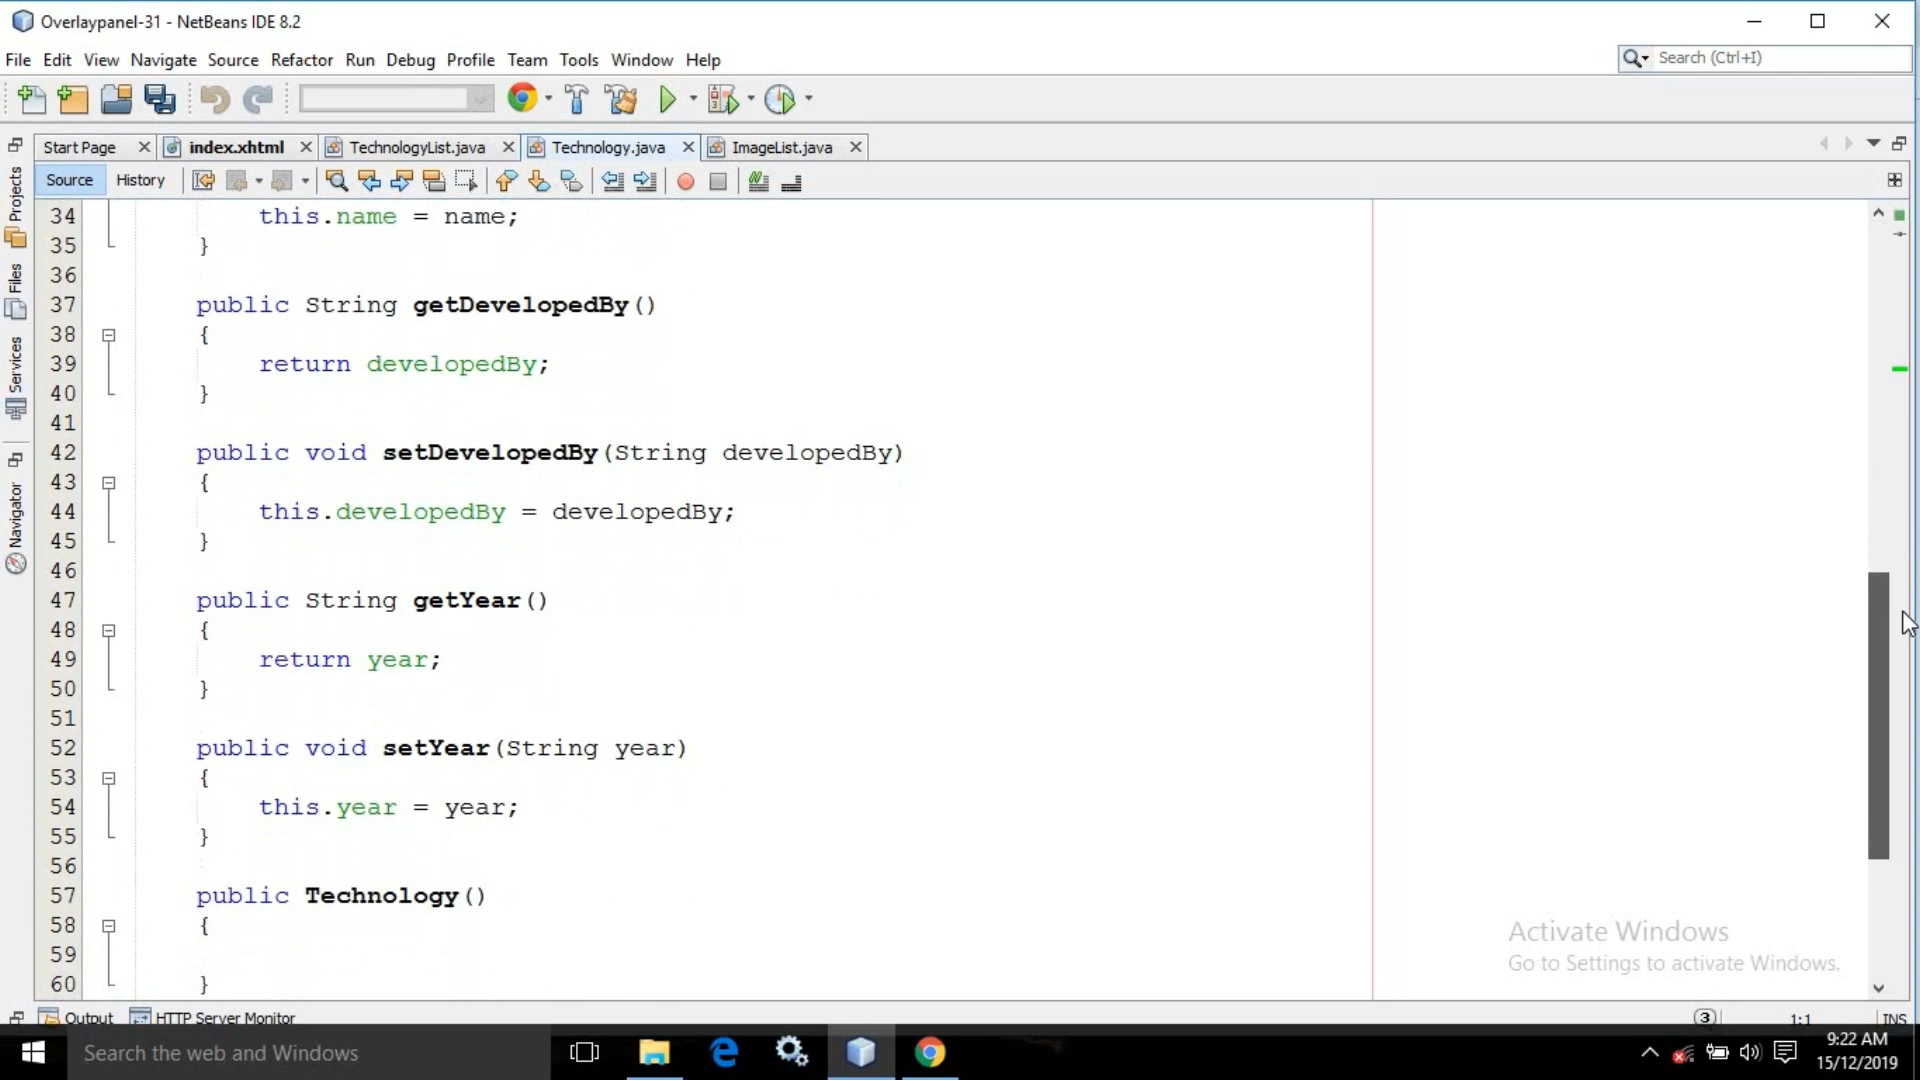 Overlaypanel-31 - NetBeans IDE 8.2
File Edit View Navigate Source Refactor Run Debug Profile Team Tools Window Help
Search (Ctrl+I)
Start Page index.xhtml TechnologyList.java Technology.java ImageList.java
Source History
Projects
Files
Services
Navigator
34 this.name = name;
35 }
36
37 public String getDevelopedBy()
38 {
39 return developedBy;
40 }
41
42 public void setDevelopedBy(String developedBy)
43 {
44 this.developedBy = developedBy;
45 }
46
47 public String getYear()
48 {
49 return year;
50 }
51
52 public void setYear(String year)
53 {
54 this.year = year;
55 }
56
57 public Technology()
58 {
59
60 }
Activate Windows
Go to Settings to activate Windows.
Output HTTP Server Monitor
3 1:1 INS
Search the web and Windows
9:22 AM
15/12/2019